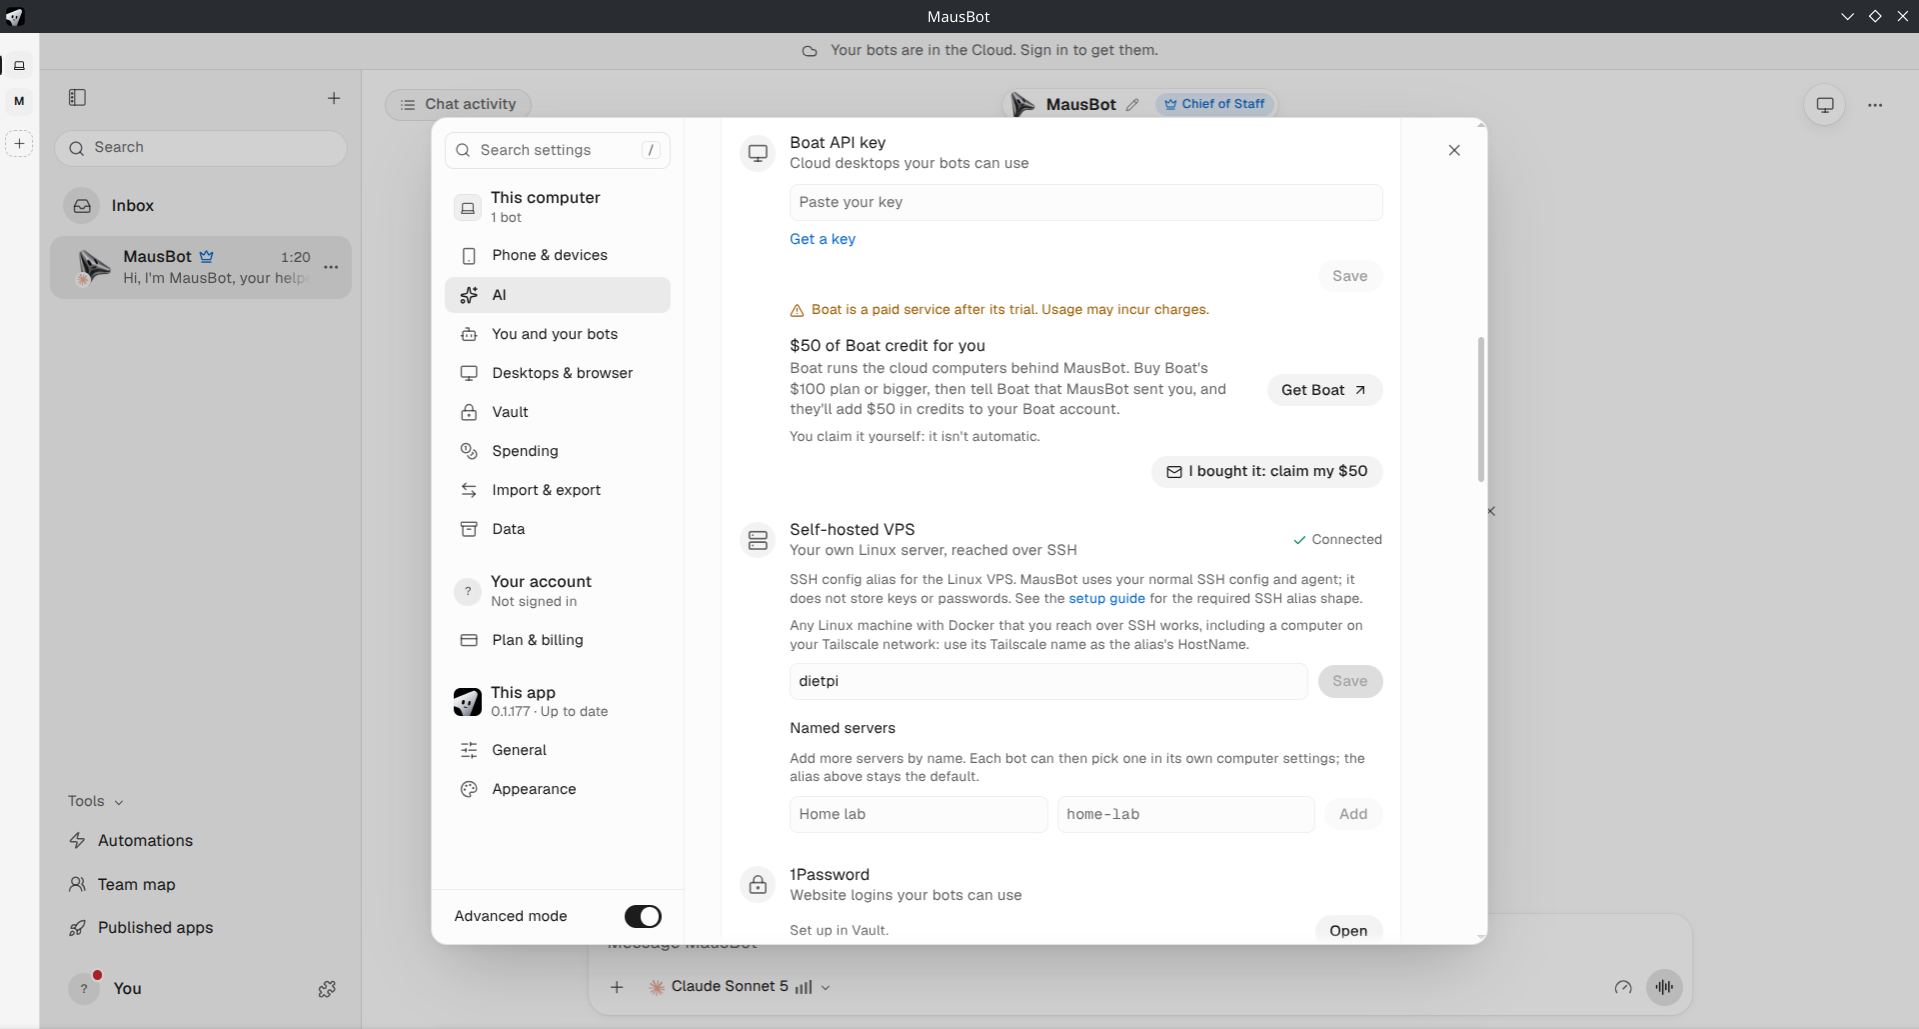 MausBot
Your bots are in the Cloud. Sign in to get them.
M
Search
Inbox
MausBot
1:20
Hi, I'm MausBot, your help
Tools
Automations
Team map
Published apps
?
You
Chat activity
MausBot
Chief of Staff
Search settings
/
This computer
1 bot
Phone & devices
AI
You and your bots
Desktops & browser
Vault
Spending
Import & export
Data
?
Your account
Not signed in
Plan & billing
This app
0.1.177 · Up to date
General
Appearance
Advanced mode
Boat API key
Cloud desktops your bots can use
Paste your key
Get a key
Save
Boat is a paid service after its trial. Usage may incur charges.
$50 of Boat credit for you
Boat runs the cloud computers behind MausBot. Buy Boat's
$100 plan or bigger, then tell Boat that MausBot sent you, and
they'll add $50 in credits to your Boat account.
Get Boat
You claim it yourself: it isn't automatic.
I bought it: claim my $50
Self-hosted VPS
Your own Linux server, reached over SSH
Connected
SSH config alias for the Linux VPS. MausBot uses your normal SSH config and agent; it
does not store keys or passwords. See the setup guide for the required SSH alias shape.
Any Linux machine with Docker that you reach over SSH works, including a computer on
your Tailscale network: use its Tailscale name as the alias's HostName.
dietpi
Save
Named servers
Add more servers by name. Each bot can then pick one in its own computer settings; the
alias above stays the default.
Home lab
home-lab
Add
1Password
Website logins your bots can use
Set up in Vault.
Open
Message MausBot
Claude Sonnet 5